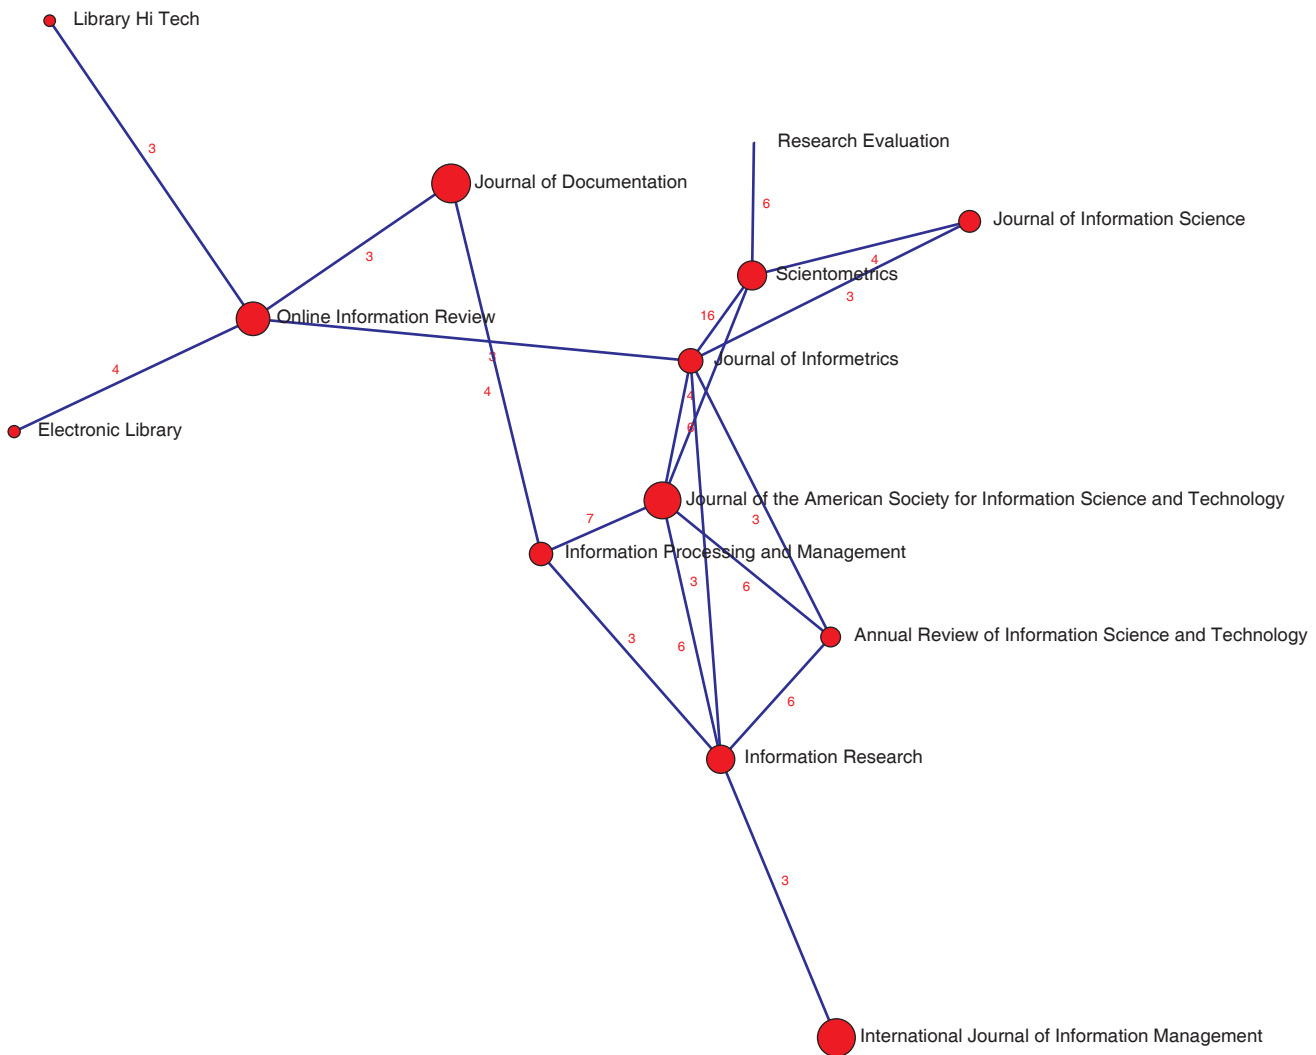 Library Hi Tech
Research Evaluation
3
Journal of Documentation
6
Journal of Information Science
3
4
Scientometrics
3
16
Online Information Review
3
Journal of Informetrics
4
4
4
Electronic Library
6
Journal of the American Society for Information Science and Technology
7
3
Information Processing and Management
3
6
3
6
Annual Review of Information Science and Technology
6
Information Research
3
International Journal of Information Management